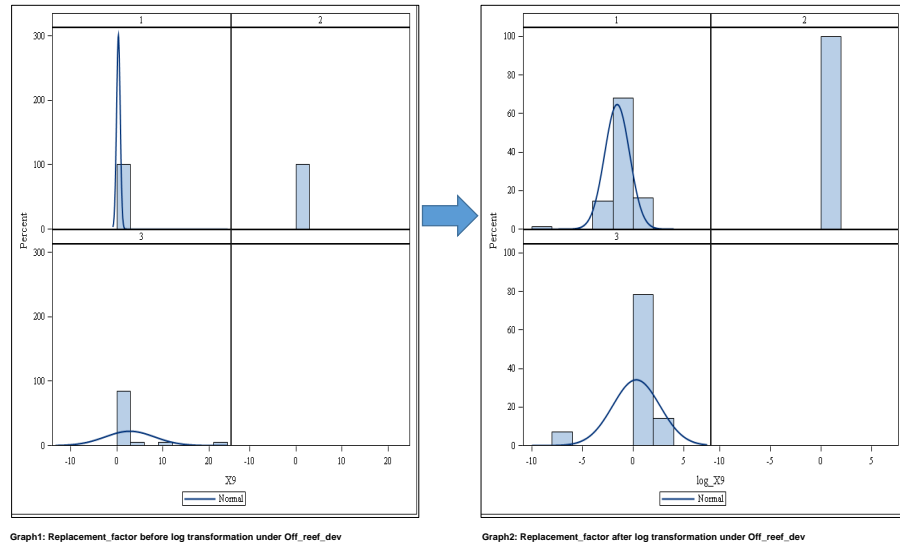 1 2
300
200
100
0
Percent
3
300
200
100
0
-10 0 10 20 -10 0 10 20
X9
Normal
Graph1: Replacement_factor before log transformation under Off_reef_dev
1 2
100
80
60
40
20
0
Percent
3
100
80
60
40
20
0
-10 -5 0 5 -10 -5 0 5
log_X9
Normal
Graph2: Replacement_factor after log transformation under Off_reef_dev